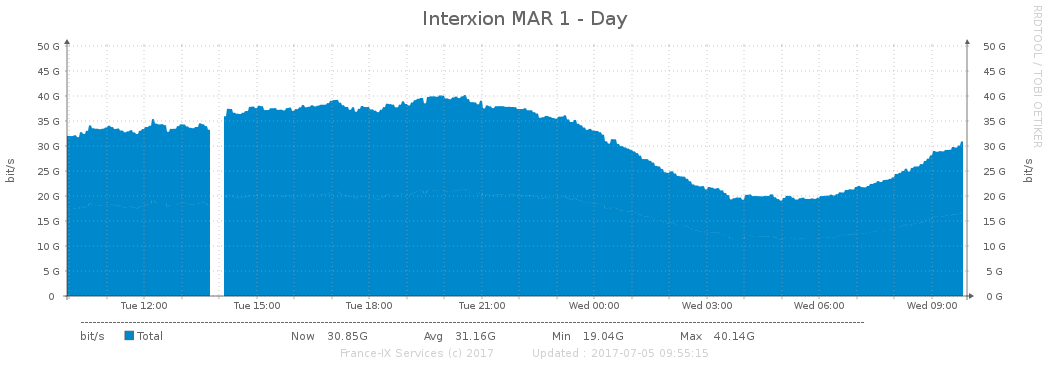 Interxion MAR 1 - Day
RRDTOOL / TOBI OETIKER
bit/s
50 G 50 G
45 G 45 G
40 G 40 G
35 G 35 G
30 G 30 G
25 G 25 G
20 G 20 G
15 G 15 G
10 G 10 G
5 G 5 G
0 0 G
bit/s
Tue 12:00 Tue 15:00 Tue 18:00 Tue 21:00 Wed 00:00 Wed 03:00 Wed 06:00 Wed 09:00
bit/s Total Now 30.85G Avg 31.16G Min 19.04G Max 40.14G
France-IX Services (c) 2017 Updated : 2017-07-05 09:55:15